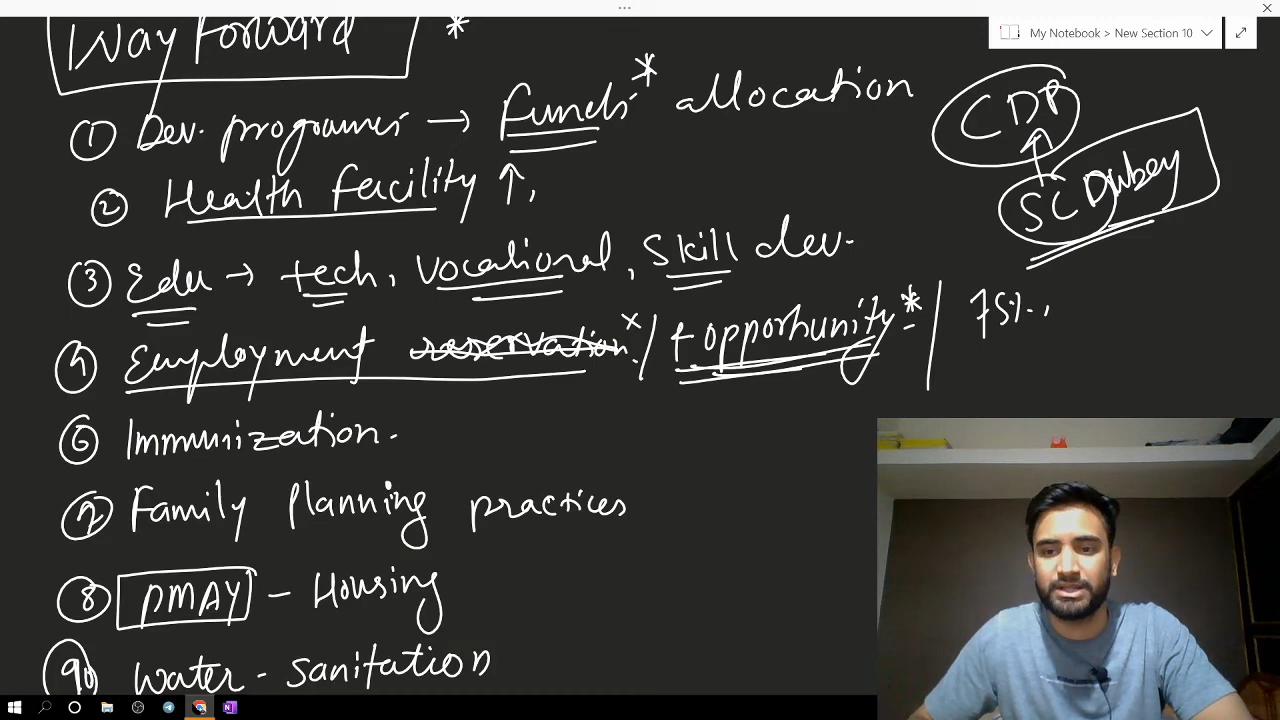 My Notebook > New Section 10
Way Forward *
① Dev. programmes → Funds * allocation
CDP
↑
SC Dubey
② Health facility ↑,
③ Edu → tech, vocational, skill dev.
④ Employment reservation x / ↑ opportunity * / 75%,
⑥ Immunization.
⑦ Family planning practices
⑧ PMAY - Housing
water - sanitation